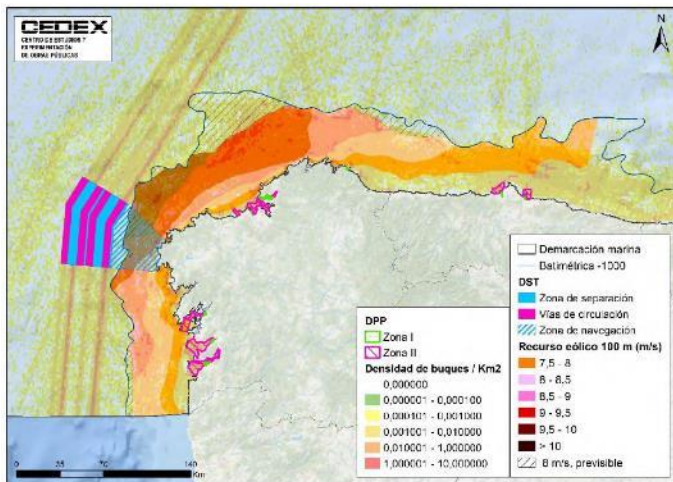 CEDEX
CENTRO DE ESTUDIOS Y
EXPERIMENTACIÓN
DE OBRAS PÚBLICAS
N
Demarcación marina
Batimétrica -1000
DST
Zona de separación
Vías de circulación
Zona de navegación
Recurso eólico 100 m (m/s)
7,5 - 8
8 - 8,5
8,5 - 9
9 - 9,5
9,5 - 10
> 10
8 m/s, previsible
DPP
Zona I
Zona II
Densidad de buques / Km2
0,000000
0,000001 - 0,000100
0,000101 - 0,001000
0,001001 - 0,010000
0,010001 - 1,000000
1,000001 - 10,000000
0 35 70 140
Km